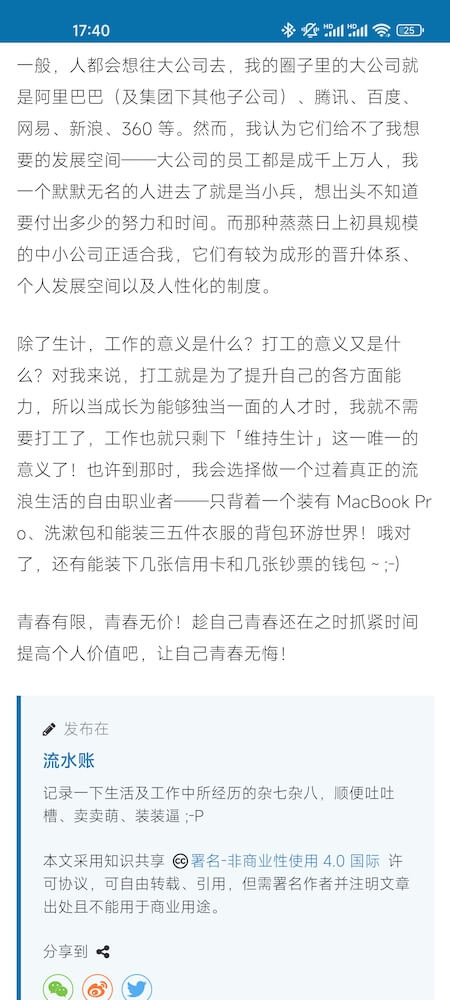 17:40
HD HD 25
一般，人都会想往大公司去，我的圈子里的大公司就
是阿里巴巴（及集团下其他子公司）、腾讯、百度、
网易、新浪、360 等。然而，我认为它们给不了我想
要的发展空间——大公司的员工都是成千上万人，我
一个默默无名的人进去了就是当小兵，想出头不知道
要付出多少的努力和时间。而那种蒸蒸日上初具规模
的中小公司正适合我，它们有较为成形的晋升体系、
个人发展空间以及人性化的制度。
除了生计，工作的意义是什么？打工的意义又是什
么？对我来说，打工就是为了提升自己的各方面能
力，所以当成长为能够独当一面的人才时，我就不需
要打工了，工作也就只剩下「维持生计」这一唯一的
意义了！也许到那时，我会选择做一个过着真正的流
浪生活的自由职业者——只背着一个装有 MacBook Pr
o、洗漱包和能装三五件衣服的背包环游世界！哦对
了，还有能装下几张信用卡和几张钞票的钱包 ~ ;-)
青春有限，青春无价！趁自己青春还在之时抓紧时间
提高个人价值吧，让自己青春无悔！
发布在
流水账
记录一下生活及工作中所经历的杂七杂八，顺便吐吐
槽、卖卖萌、装装逼 ;-P
本文采用知识共享 cc 署名-非商业性使用 4.0 国际 许
可协议，可自由转载、引用，但需署名作者并注明文章
出处且不能用于商业用途。
分享到